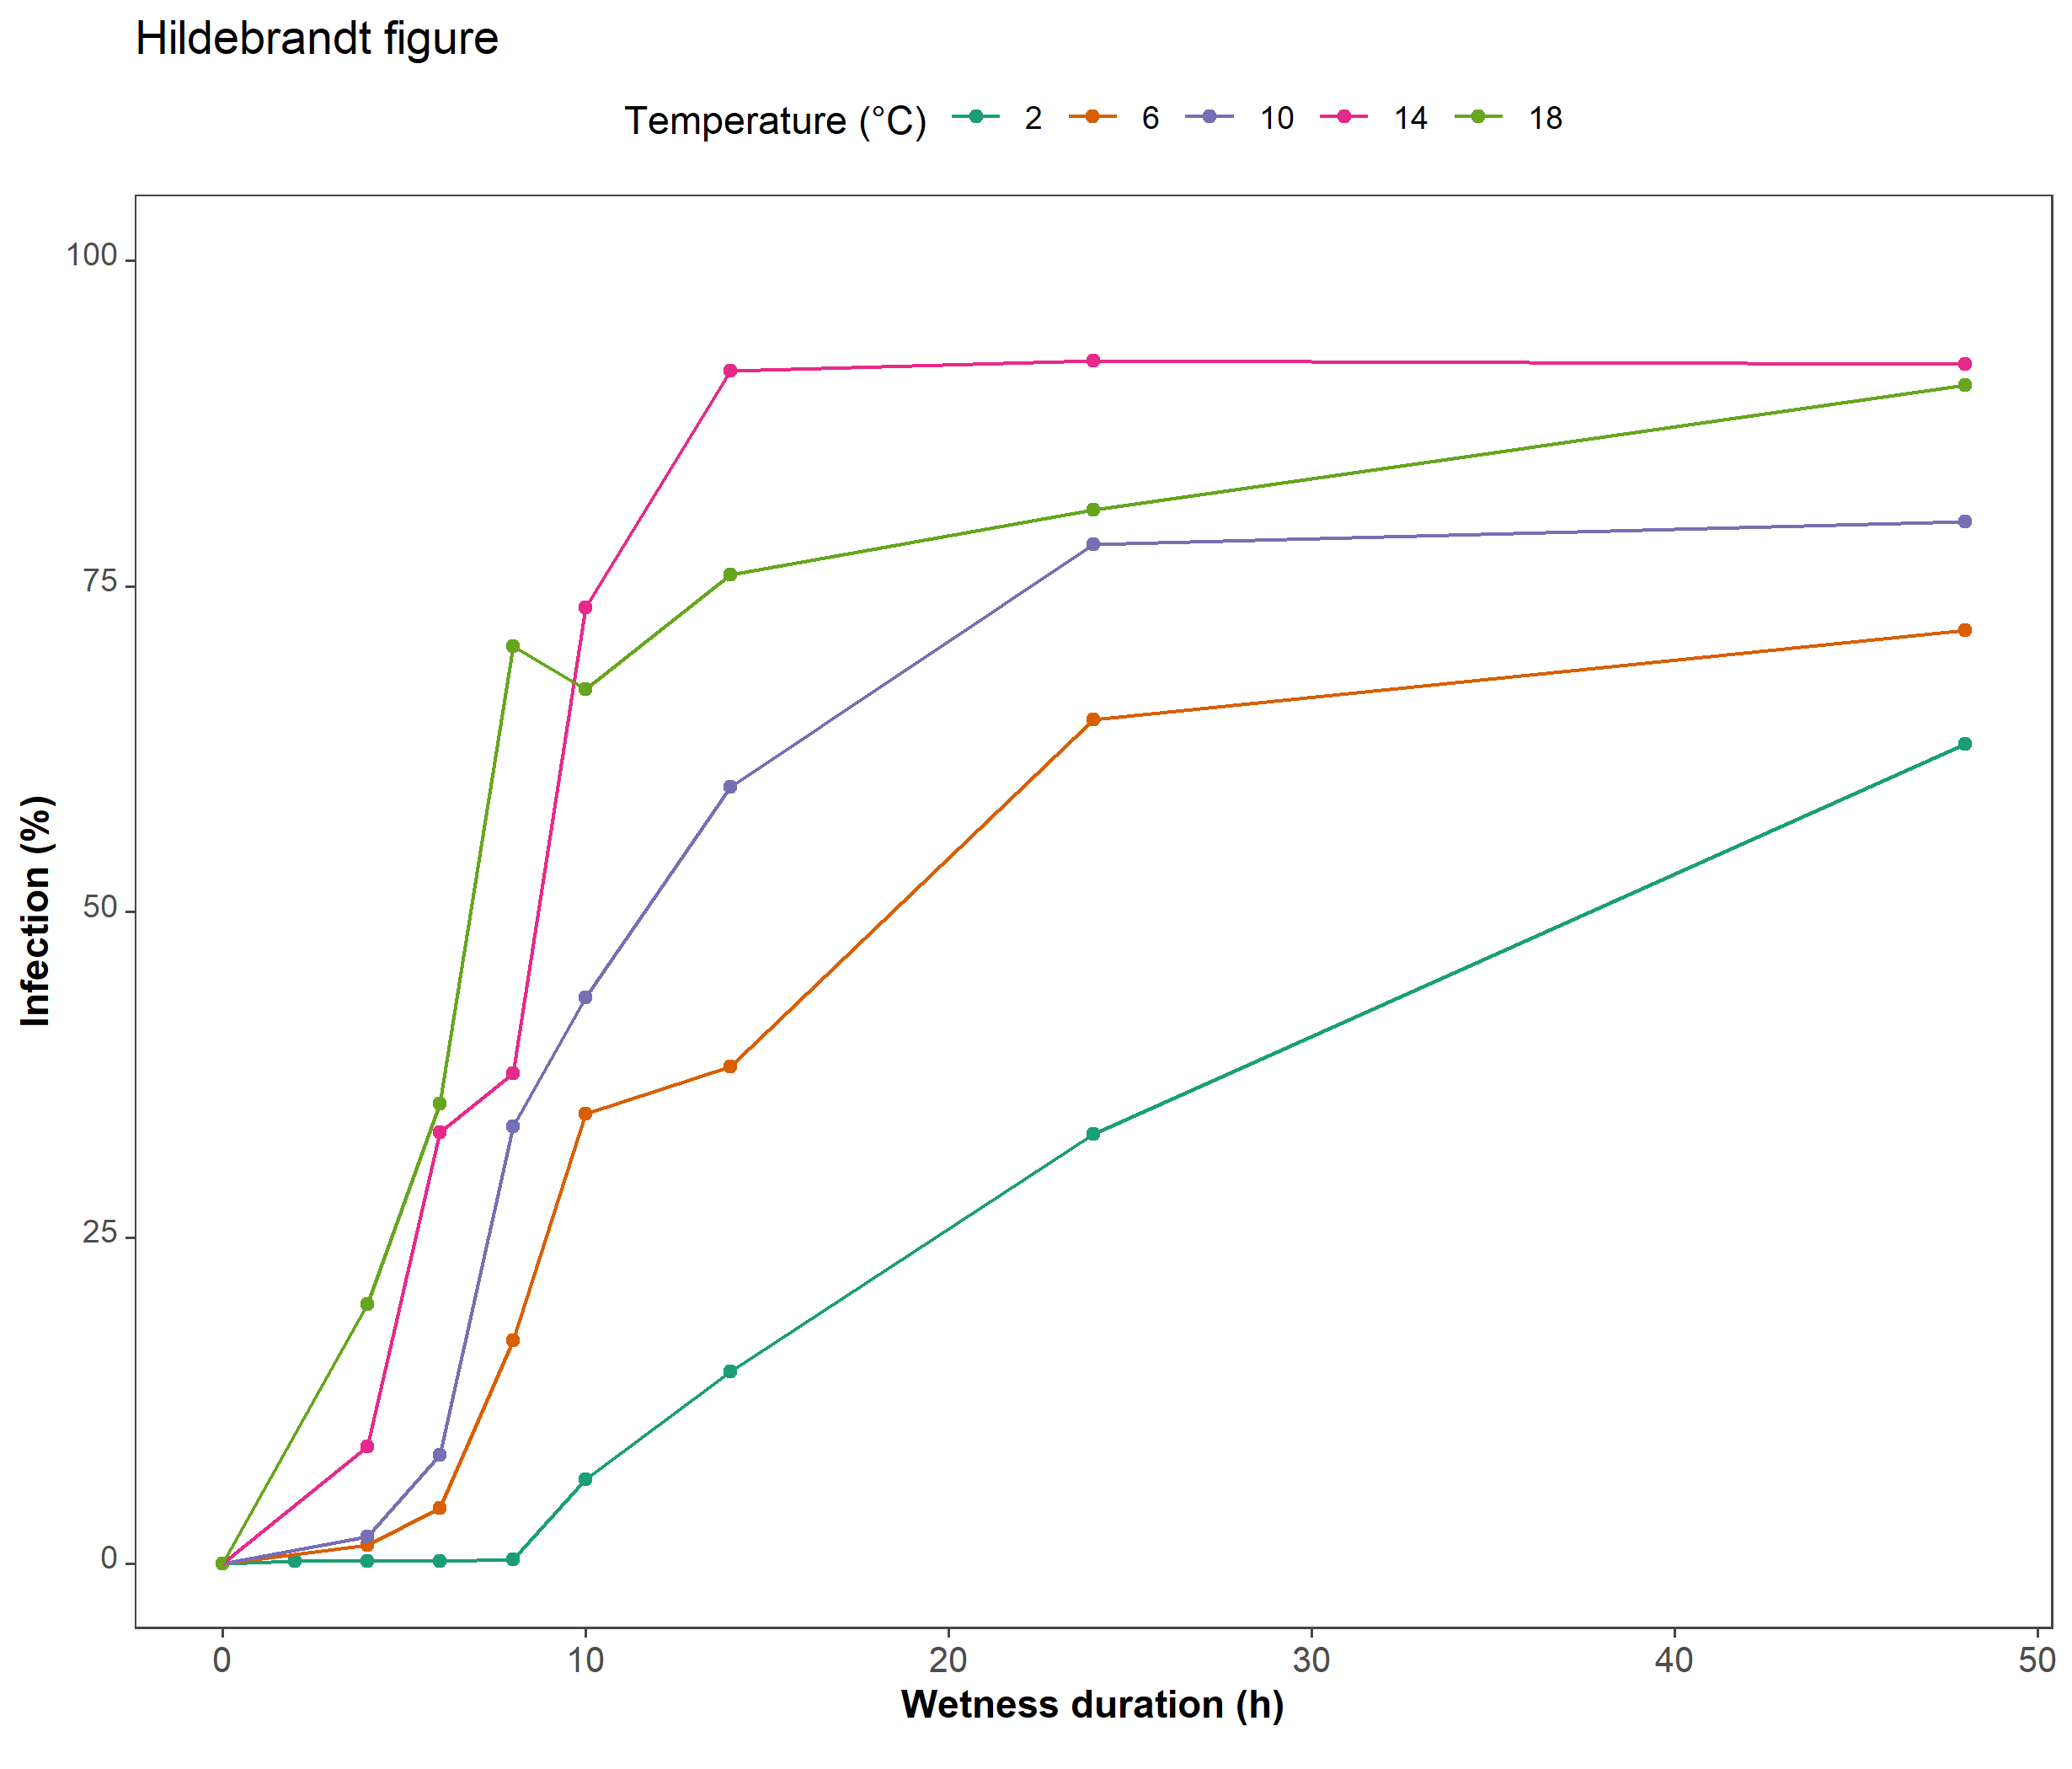 Hildebrandt figure
Temperature (°C) 2 6 10 14 18
100
75
50
25
0
Infection (%)
0 10 20 30 40 50
Wetness duration (h)